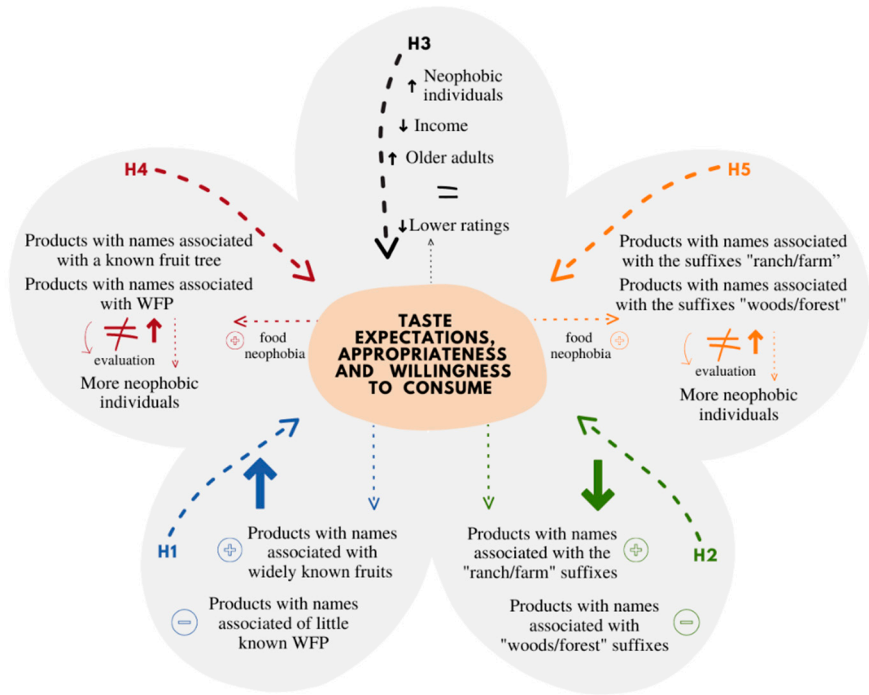 H3
↑ Neophobic
individuals
↓ Income
↑ Older adults
=
↓Lower ratings
H4
Products with names associated
with a known fruit tree
Products with names associated
with WFP
≠ ↑
evaluation
More neophobic
individuals
+ food
neophobia
H5
Products with names associated
with the suffixes "ranch/farm”
Products with names associated
with the suffixes "woods/forest"
≠ ↑
evaluation
More neophobic
individuals
food +
neophobia
TASTE
EXPECTATIONS,
APPROPRIATENESS
AND WILLINGNESS
TO CONSUME
H1
+ Products with names
associated with
widely known fruits
− Products with names
associated of little
known WFP
H2
Products with names
associated with the +
"ranch/farm" suffixes
Products with names
associated with −
"woods/forest" suffixes